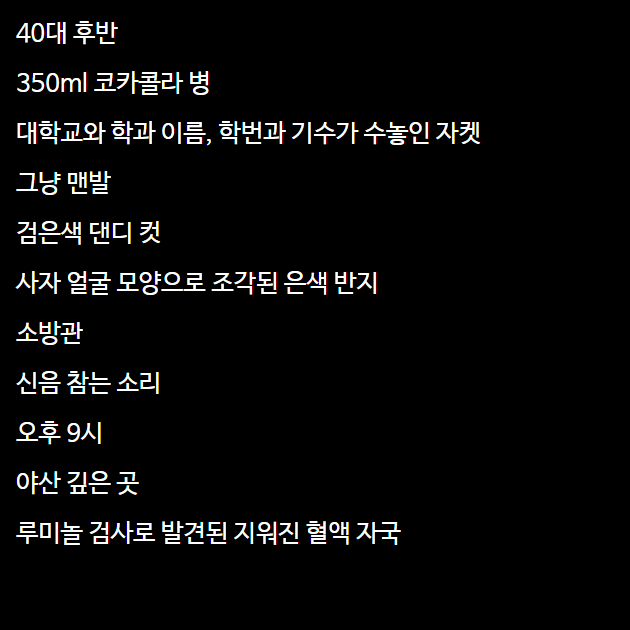 40대 후반
350ml 코카콜라 병
대학교와 학과 이름, 학번과 기수가 수놓인 자켓
그냥 맨발
검은색 댄디 컷
사자 얼굴 모양으로 조각된 은색 반지
소방관
신음 참는 소리
오후 9시
야산 깊은 곳
루미놀 검사로 발견된 지워진 혈액 자국